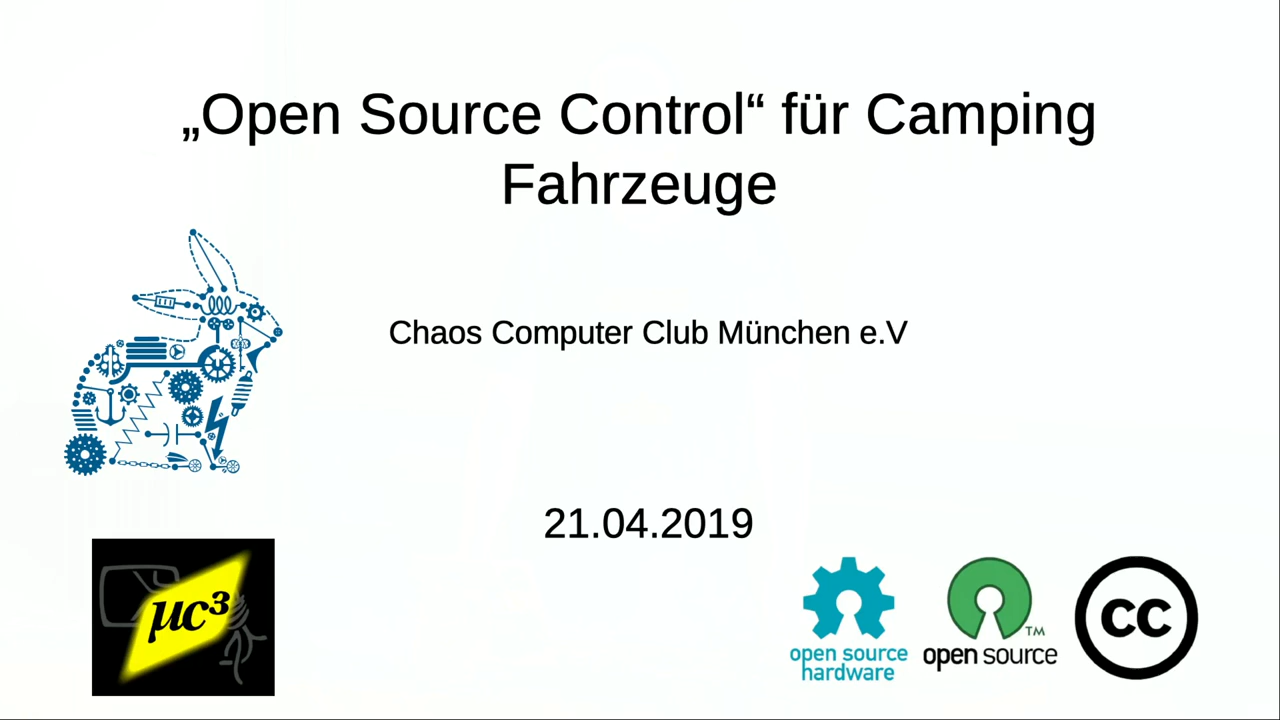 „Open Source Control“ für Camping
Fahrzeuge
Chaos Computer Club München e.V
21.04.2019
µc³
open source
hardware
open source
TM
cc